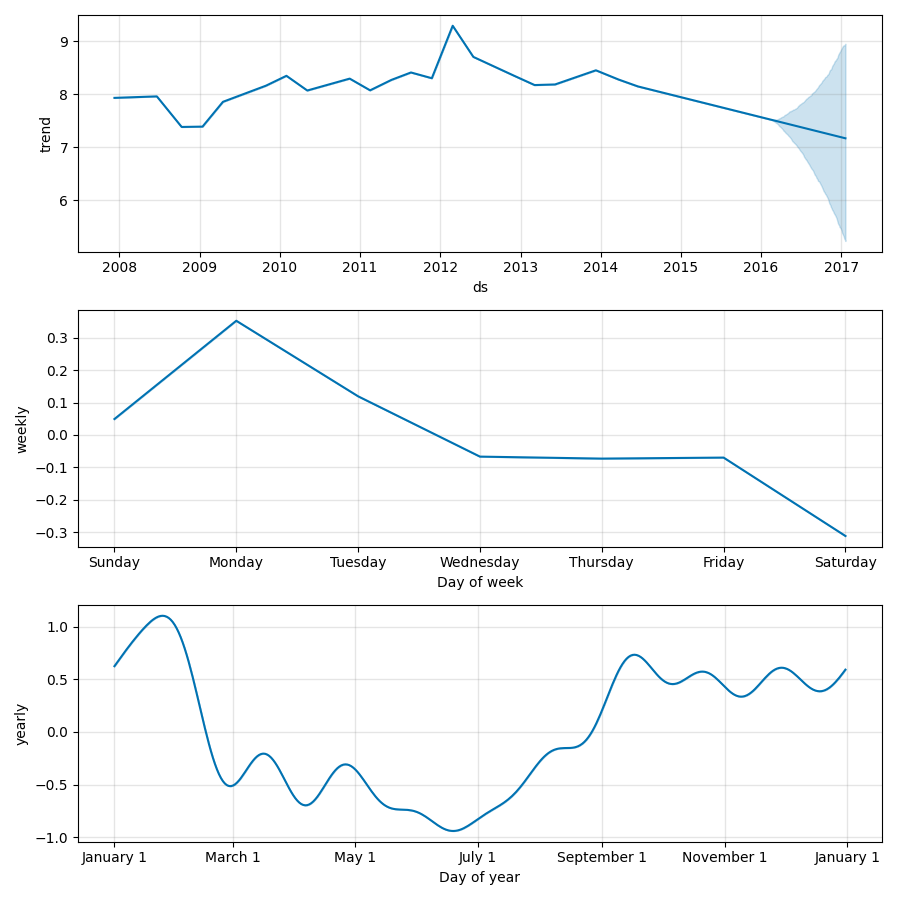 9
8
7
6
trend
2008 2009 2010 2011 2012 2013 2014 2015 2016 2017
ds
0.3
0.2
0.1
0.0
−0.1
−0.2
−0.3
weekly
Sunday Monday Tuesday Wednesday Thursday Friday Saturday
Day of week
1.0
0.5
0.0
−0.5
−1.0
yearly
January 1 March 1 May 1 July 1 September 1 November 1 January 1
Day of year